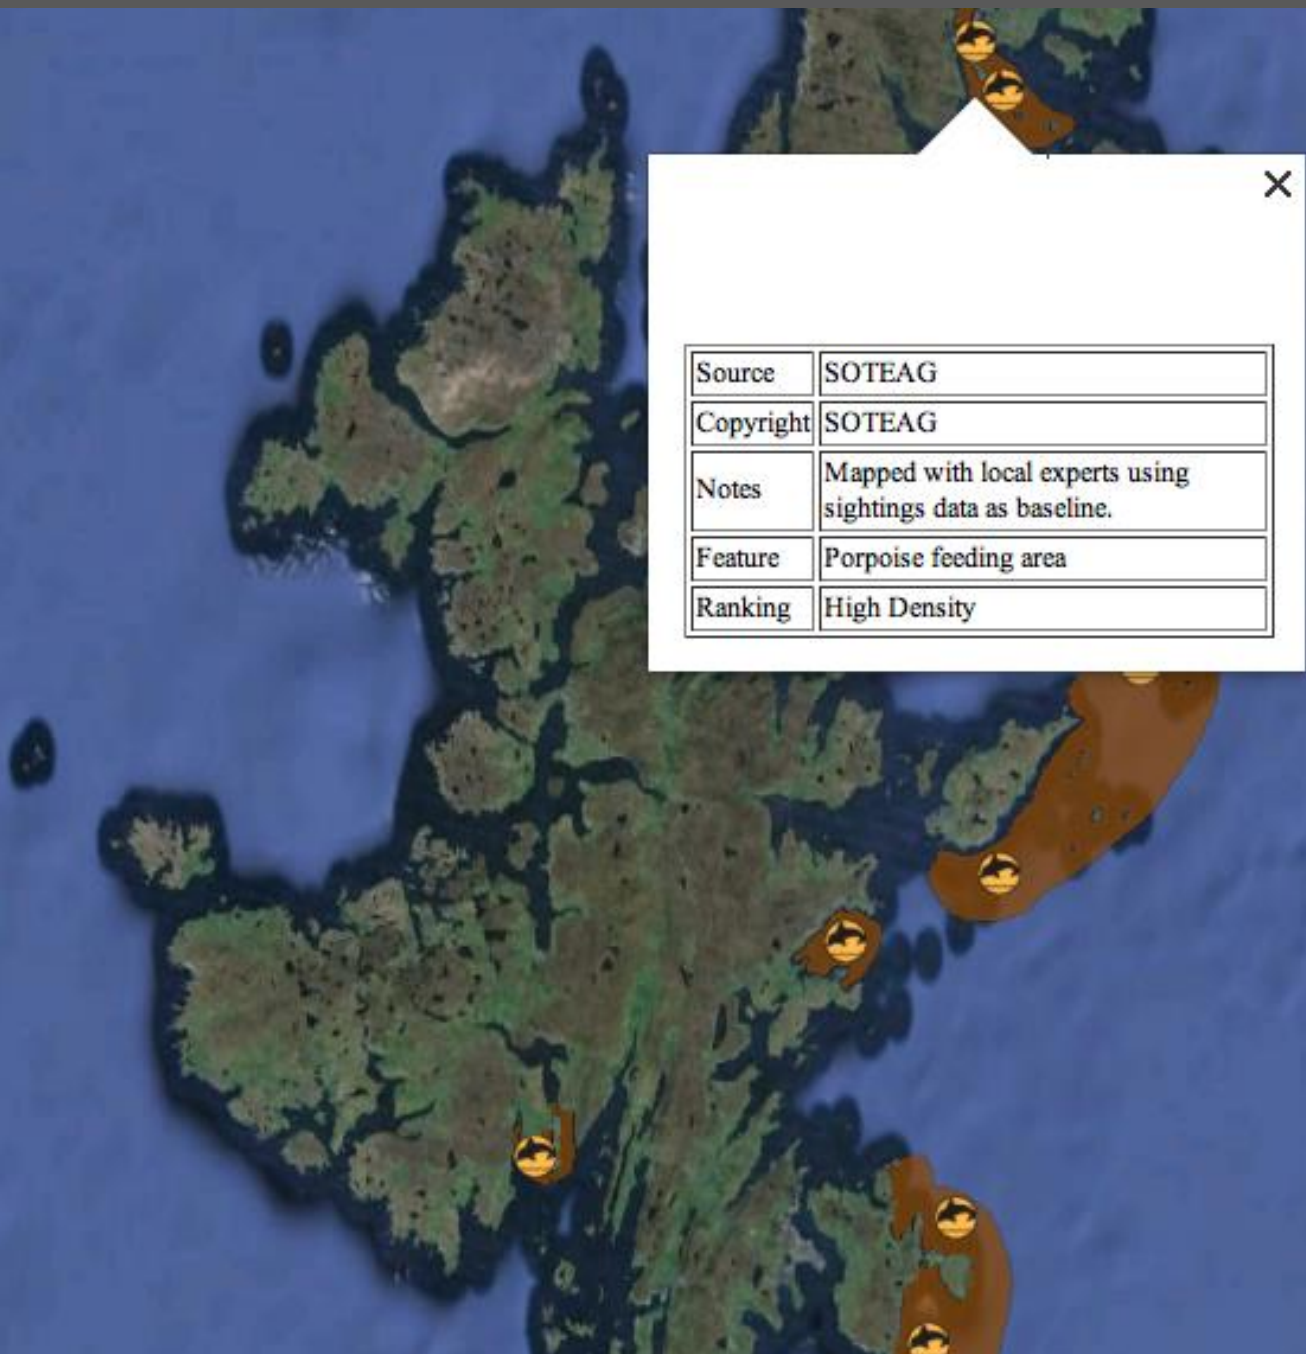 Source SOTEAG
Copyright SOTEAG
Notes Mapped with local experts using
sightings data as baseline.
Feature Porpoise feeding area
Ranking High Density